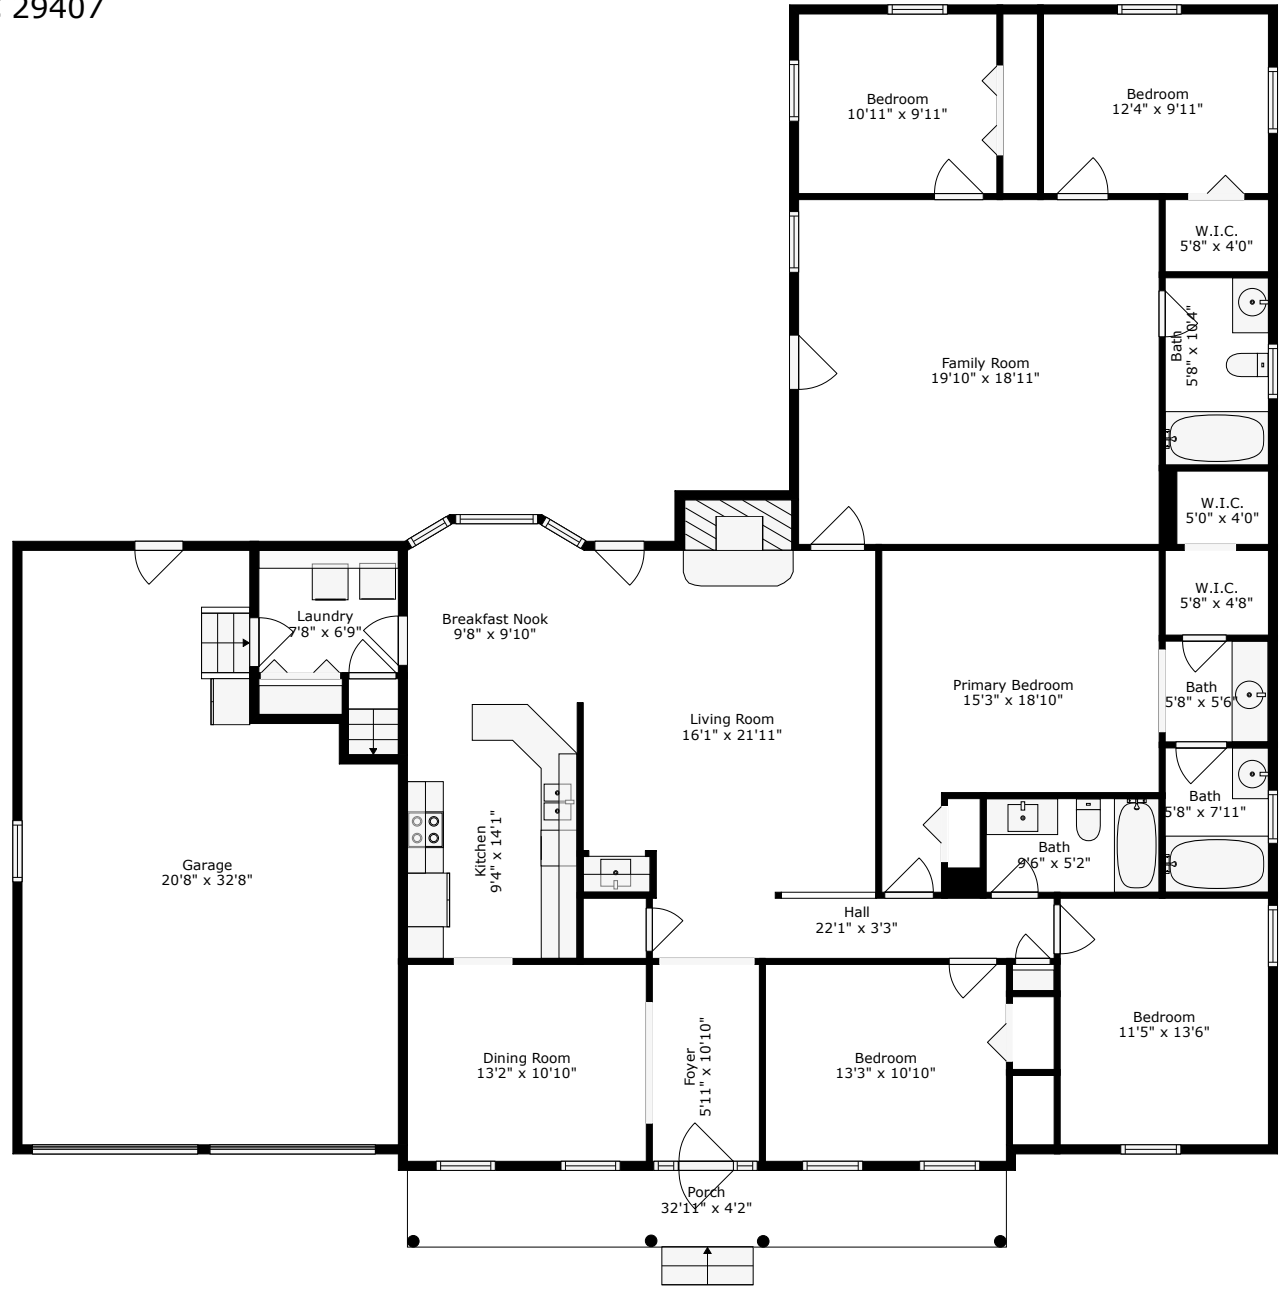 29407
Bedroom
10'11" x 9'11"
Bedroom
12'4" x 9'11"
W.I.C.
5'8" x 4'0"
Bath
5'8" x 10'4"
Family Room
19'10" x 18'11"
W.I.C.
5'0" x 4'0"
W.I.C.
5'8" x 4'8"
Laundry
7'8" x 6'9"
Breakfast Nook
9'8" x 9'10"
Primary Bedroom
15'3" x 18'10"
Bath
5'8" x 5'6"
Living Room
16'1" x 21'11"
Bath
5'8" x 7'11"
Kitchen
9'4" x 14'1"
Bath
9'6" x 5'2"
Garage
20'8" x 32'8"
Hall
22'1" x 3'3"
Bedroom
11'5" x 13'6"
Dining Room
13'2" x 10'10"
Foyer
5'11" x 10'10"
Bedroom
13'3" x 10'10"
Porch
32'11" x 4'2"